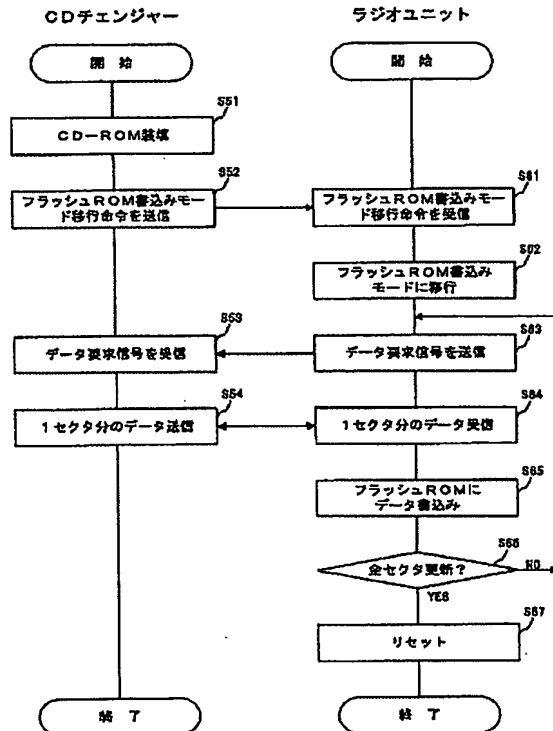 CDチェンジャー
ラジオユニット
開 始
開 始
S51
CD－ROM装填
S52
フラッシュROM書込みモー
ド移行命令を送信
S61
フラッシュROM書込みモー
ド移行命令を受信
S62
フラッシュROM書込み
モードに移行
S53
データ要求信号を受信
S63
データ要求信号を送信
S54
1セクタ分のデータ送信
S64
1セクタ分のデータ受信
S65
フラッシュROMに
データ書込み
S66
全セクタ更新？
NO
YES
S67
リセット
終 了
終 了